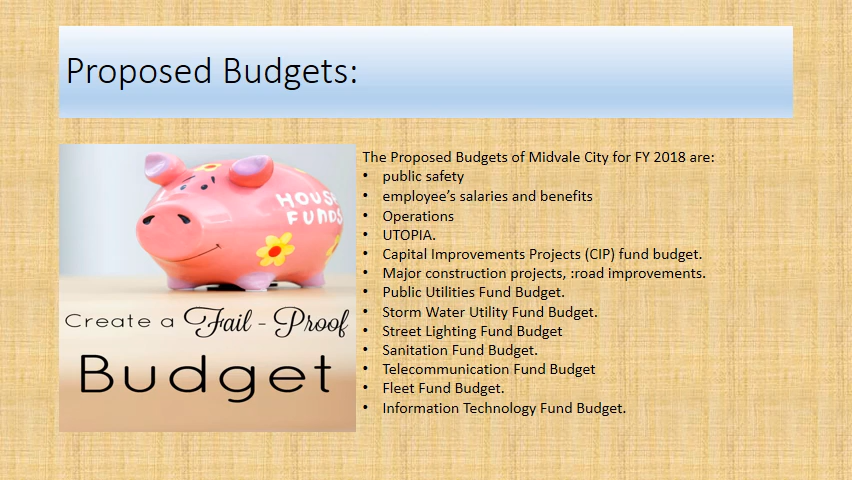 Proposed Budgets:
HOUSE
FUNDS
Create a Fail - Proof
Budget
The Proposed Budgets of Midvale City for FY 2018 are:
• public safety
• employee's salaries and benefits
• Operations
• UTOPIA.
• Capital Improvements Projects (CIP) fund budget.
• Major construction projects, :road improvements.
• Public Utilities Fund Budget.
• Storm Water Utility Fund Budget.
• Street Lighting Fund Budget
• Sanitation Fund Budget.
• Telecommunication Fund Budget
• Fleet Fund Budget.
• Information Technology Fund Budget.